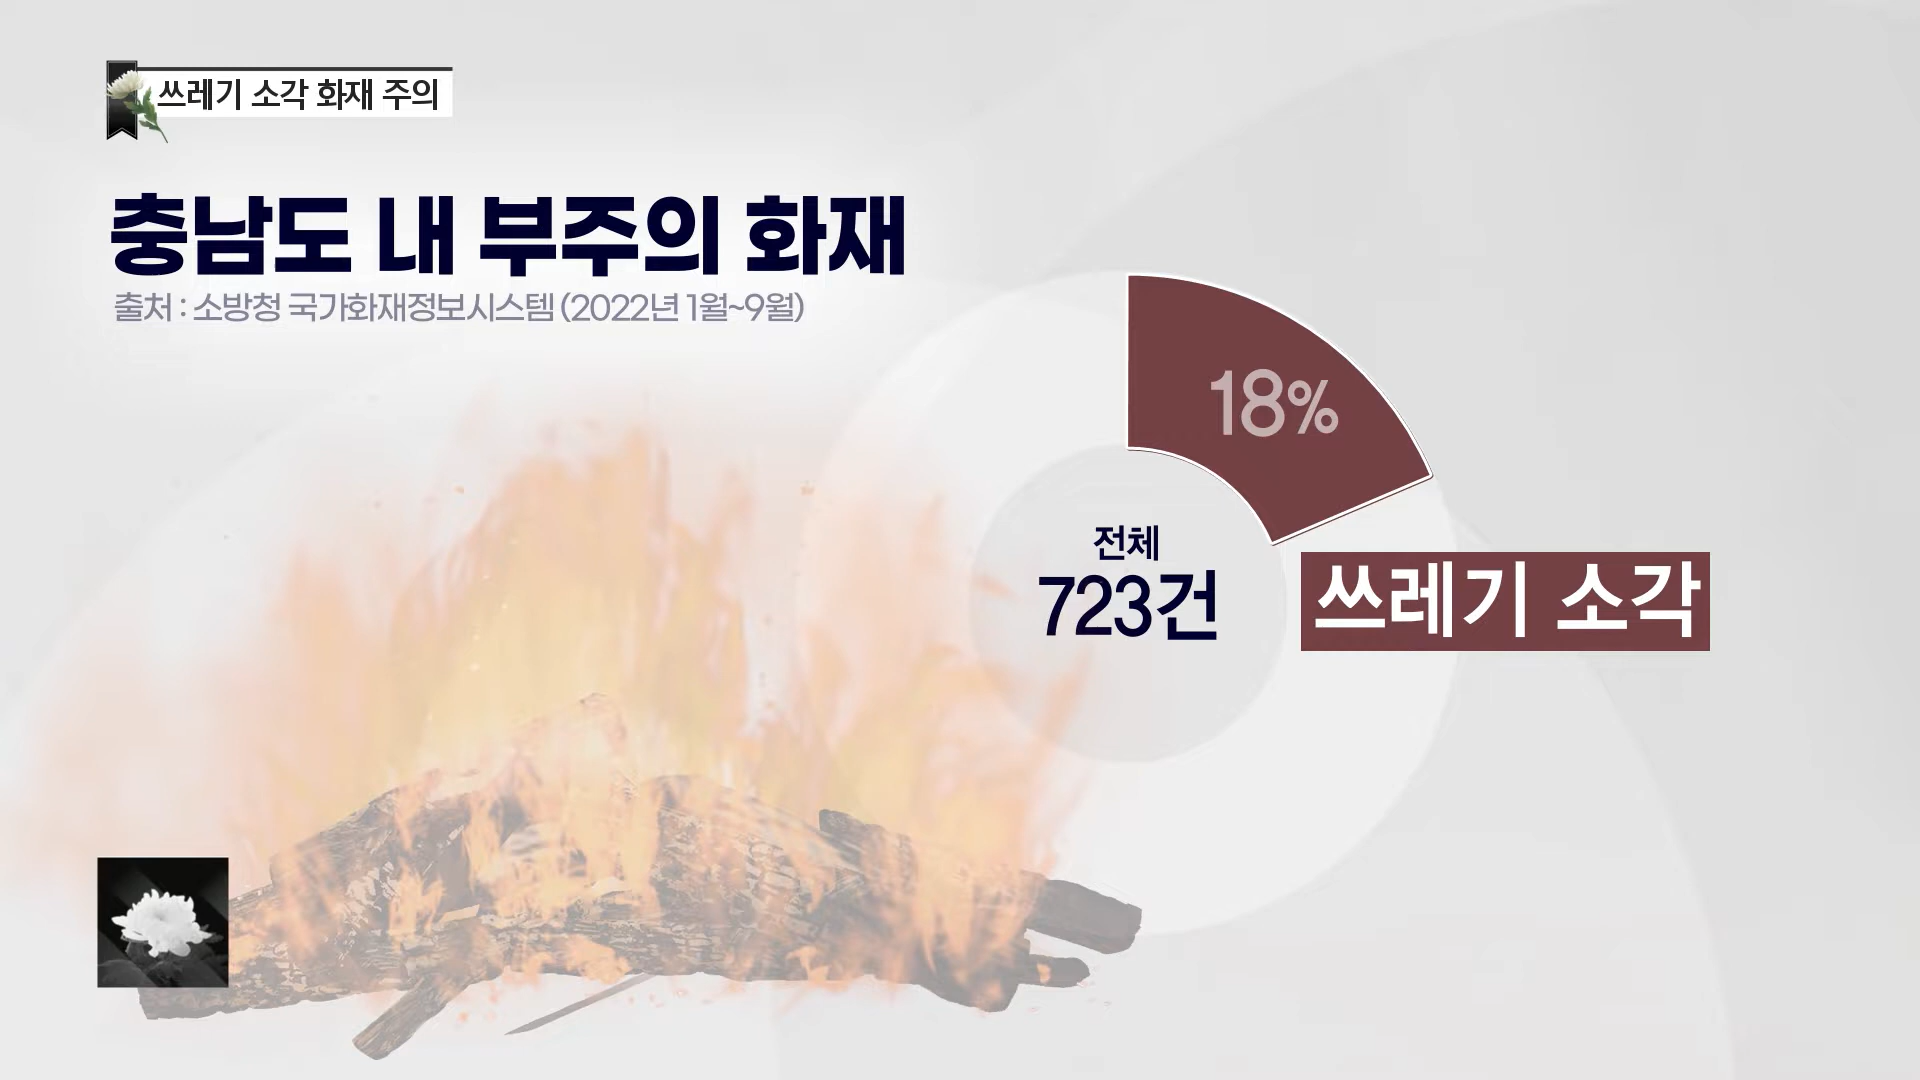 쓰레기 소각 화재 주의
충남도 내 부주의 화재
출처 : 소방청 국가화재정보시스템 (2022년 1월~9월)
18%
전체
723건
쓰레기 소각